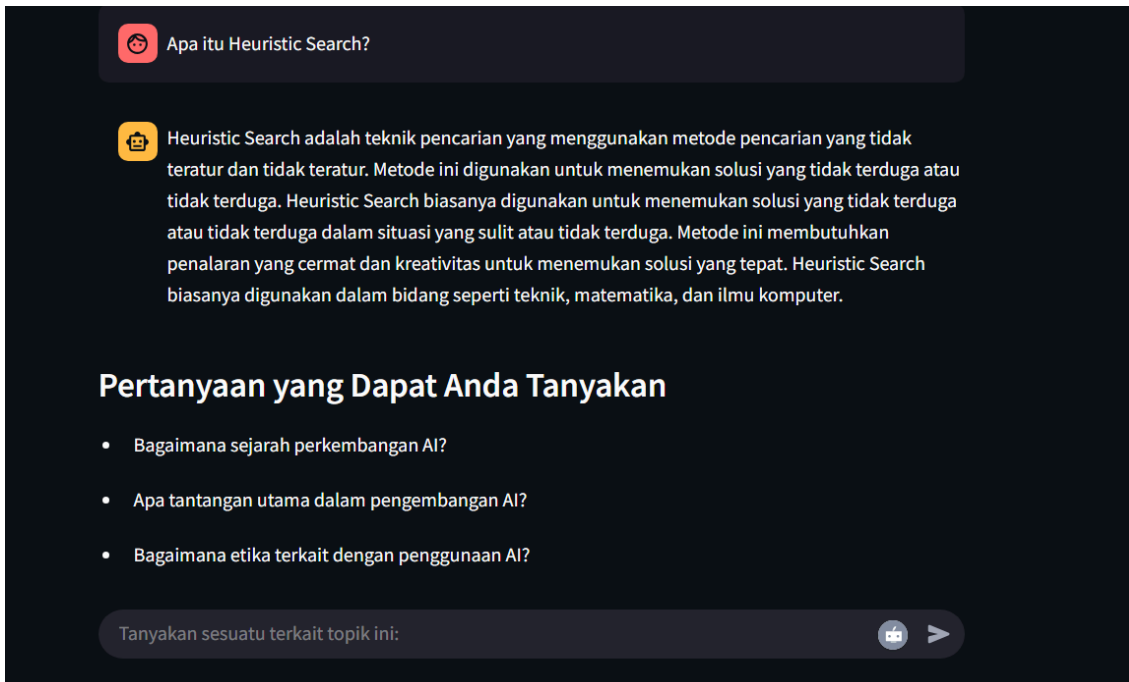 Apa itu Heuristic Search?
Heuristic Search adalah teknik pencarian yang menggunakan metode pencarian yang tidak
teratur dan tidak teratur. Metode ini digunakan untuk menemukan solusi yang tidak terduga atau
tidak terduga. Heuristic Search biasanya digunakan untuk menemukan solusi yang tidak terduga
atau tidak terduga dalam situasi yang sulit atau tidak terduga. Metode ini membutuhkan
penalaran yang cermat dan kreativitas untuk menemukan solusi yang tepat. Heuristic Search
biasanya digunakan dalam bidang seperti teknik, matematika, dan ilmu komputer.
Pertanyaan yang Dapat Anda Tanyakan
• Bagaimana sejarah perkembangan AI?
• Apa tantangan utama dalam pengembangan AI?
• Bagaimana etika terkait dengan penggunaan AI?
Tanyakan sesuatu terkait topik ini: